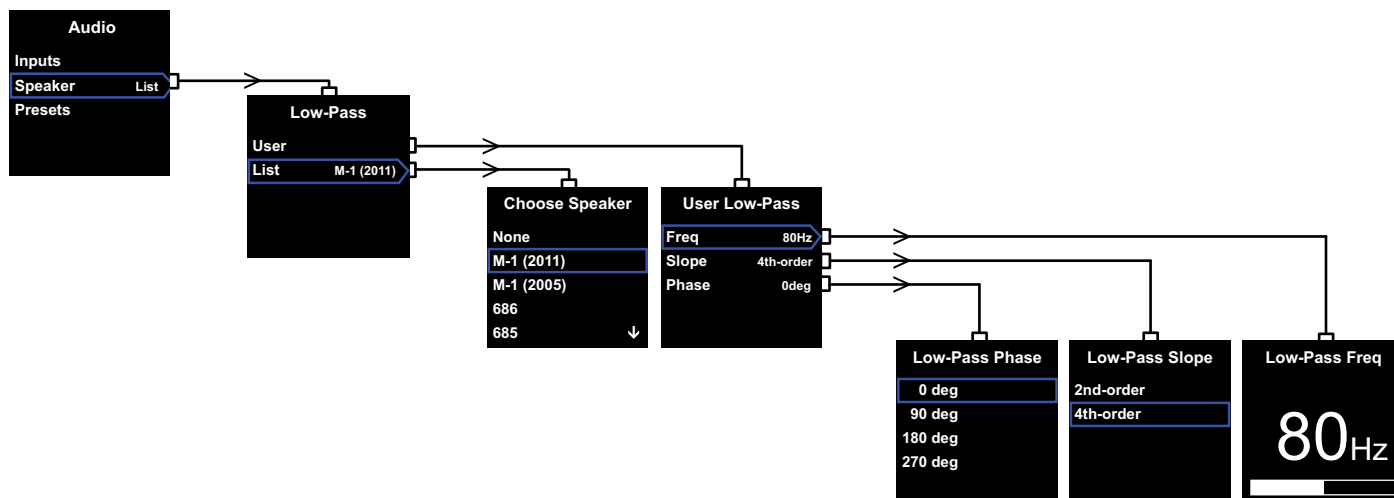 Audio
Inputs
Speaker List
Presets
Low-Pass
User
List M-1 (2011)
Choose Speaker
None
M-1 (2011)
M-1 (2005)
686
685
User Low-Pass
Freq 80Hz
Slope 4th-order
Phase 0deg
Low-Pass Phase
0 deg
90 deg
180 deg
270 deg
Low-Pass Slope
2nd-order
4th-order
Low-Pass Freq
80Hz